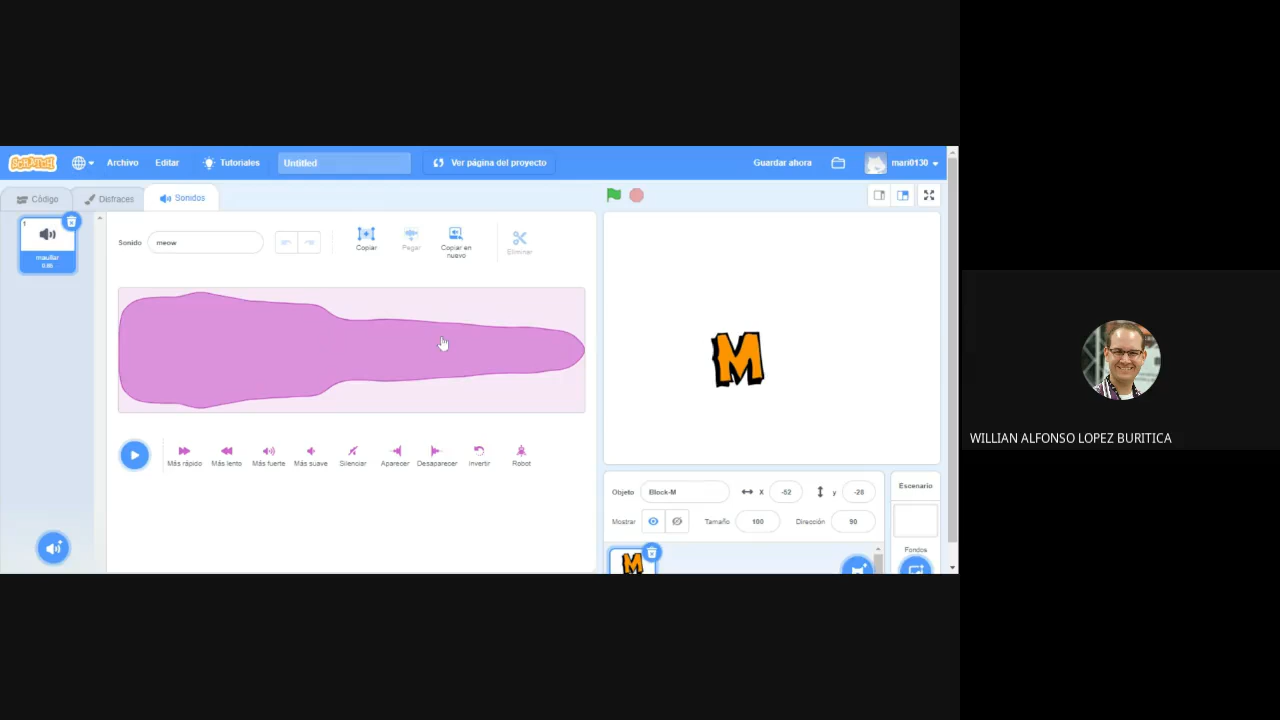 SCRATCH Archivo Editar Tutoriales Untitled Ver página del proyecto Guardar ahora mari0130
Código Disfraces Sonidos
1
maullar
Sonido meow Copiar Pegar Copiar en nuevo Eliminar
Más rápido Más lento Más fuerte Más suave Silenciar Aparecer Desaparecer Invertir Robot
M
Objeto Block-M x -52 y -28
Mostrar Tamaño 100 Dirección 90
M
Escenario
Fondos
WILLIAN ALFONSO LOPEZ BURITICA